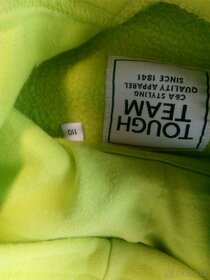 TOUGH
TEAM
C&A STYLING
QUALITY APPAREL
SINCE 1841
110